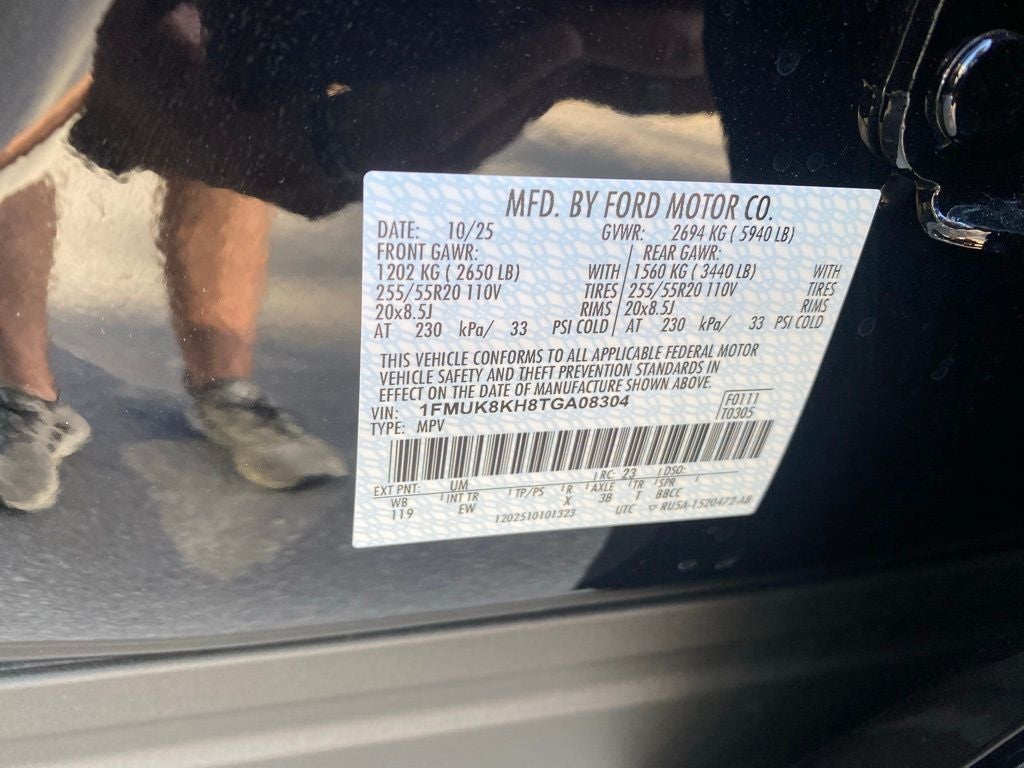 MFD. BY FORD MOTOR CO.
DATE: 10/25 GVWR: 2694 KG ( 5940 LB)
FRONT GAWR: REAR GAWR:
1202 KG ( 2650 LB) WITH 1560 KG ( 3440 LB) WITH
255/55R20 110V TIRES 255/55R20 110V TIRES
20x8.5J RIMS 20x8.5J RIMS
AT 230 kPa/ 33 PSI COLD AT 230 kPa/ 33 PSI COLD
THIS VEHICLE CONFORMS TO ALL APPLICABLE FEDERAL MOTOR
VEHICLE SAFETY AND THEFT PREVENTION STANDARDS IN
EFFECT ON THE DATE OF MANUFACTURE SHOWN ABOVE.
VIN: 1FMUK8KH8TGA08304 F0111
TYPE: MPV T0305
EXT PNT: UM RC: 23 DSO:
WB INT TR TP/PS R AXLE TR SPR
119 EW X 3B T BBCC
1202510101323 UTC ▽ RU5A-1520472-AB